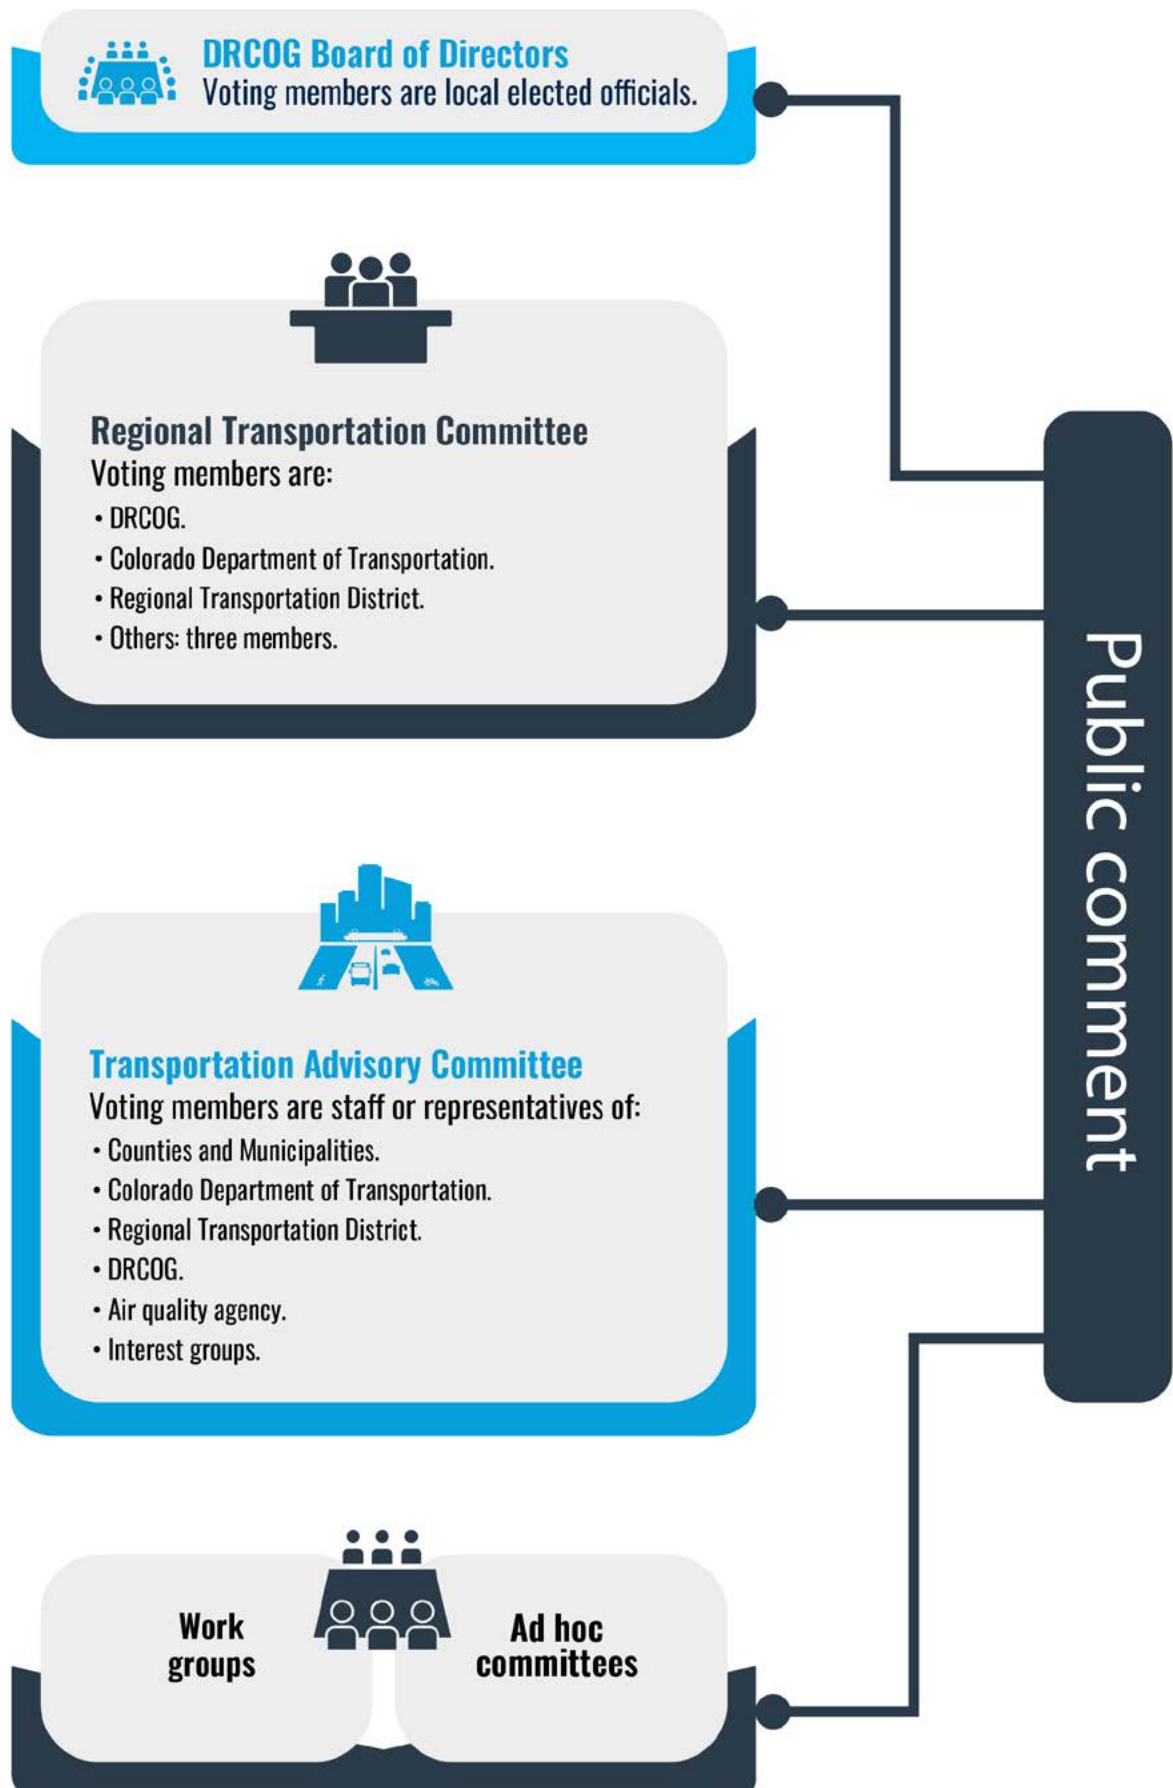 DRCOG Board of Directors
Voting members are local elected officials.
Regional Transportation Committee
Voting members are:
• DRCOG.
• Colorado Department of Transportation.
• Regional Transportation District.
• Others: three members.
Transportation Advisory Committee
Voting members are staff or representatives of:
• Counties and Municipalities.
• Colorado Department of Transportation.
• Regional Transportation District.
• DRCOG.
• Air quality agency.
• Interest groups.
Work
groups
Ad hoc
committees
Public comment